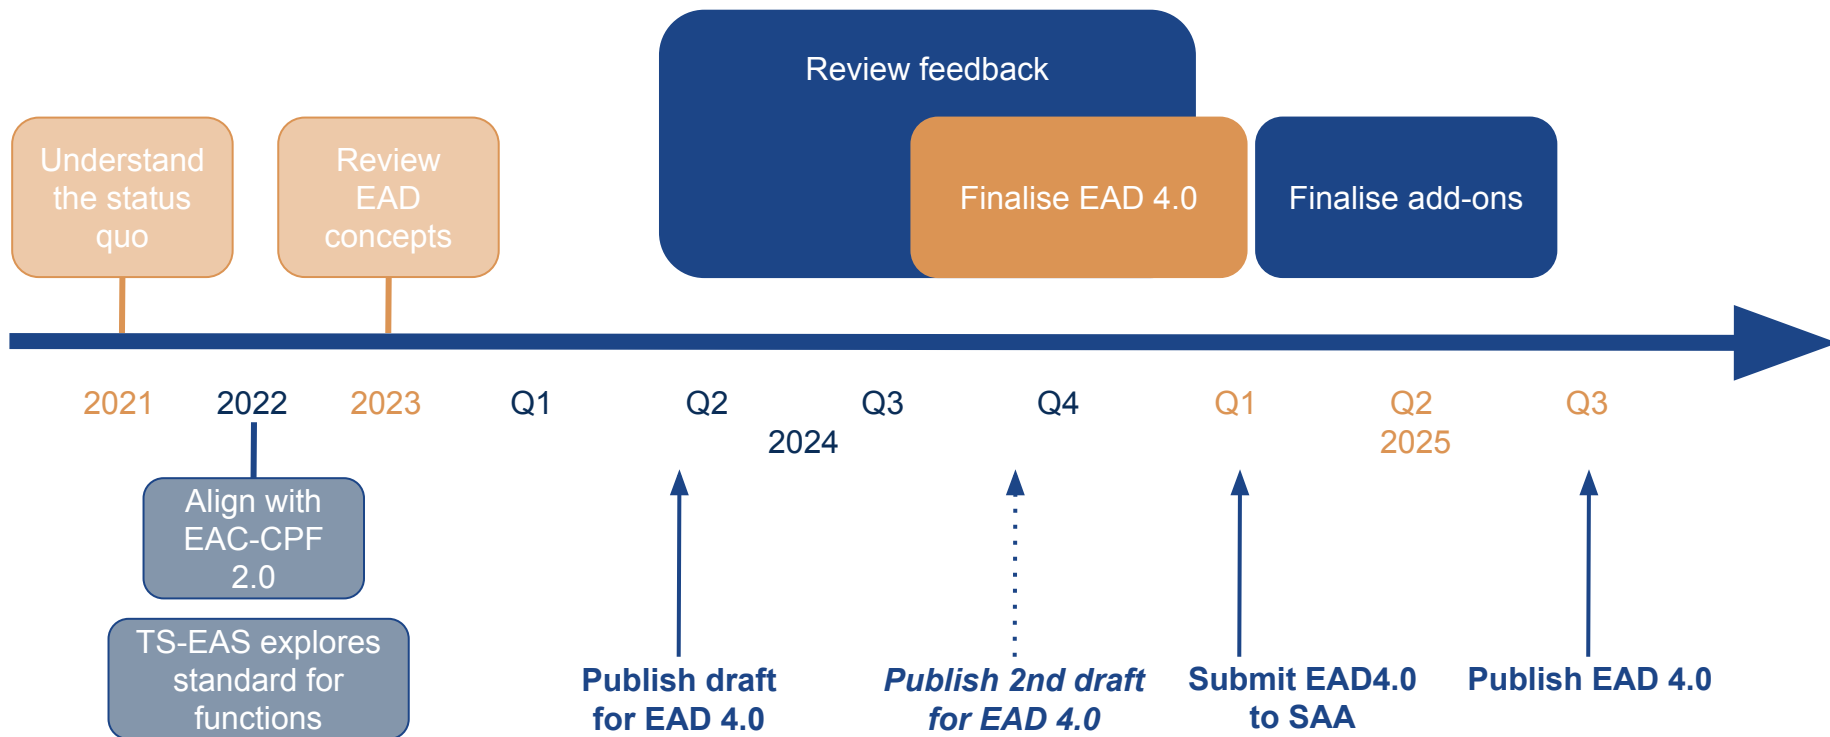 Review feedback
Understand
the status
quo
Review
EAD
concepts
Finalise EAD 4.0
Finalise add-ons
2021
2022
2023
Q1
Q2
Q3
Q4
Q1
Q2
Q3
2024
2025
Align with
EAC-CPF
2.0
TS-EAS explores
standard for
functions
Publish draft
for EAD 4.0
Publish 2nd draft
for EAD 4.0
Submit EAD4.0
to SAA
Publish EAD 4.0